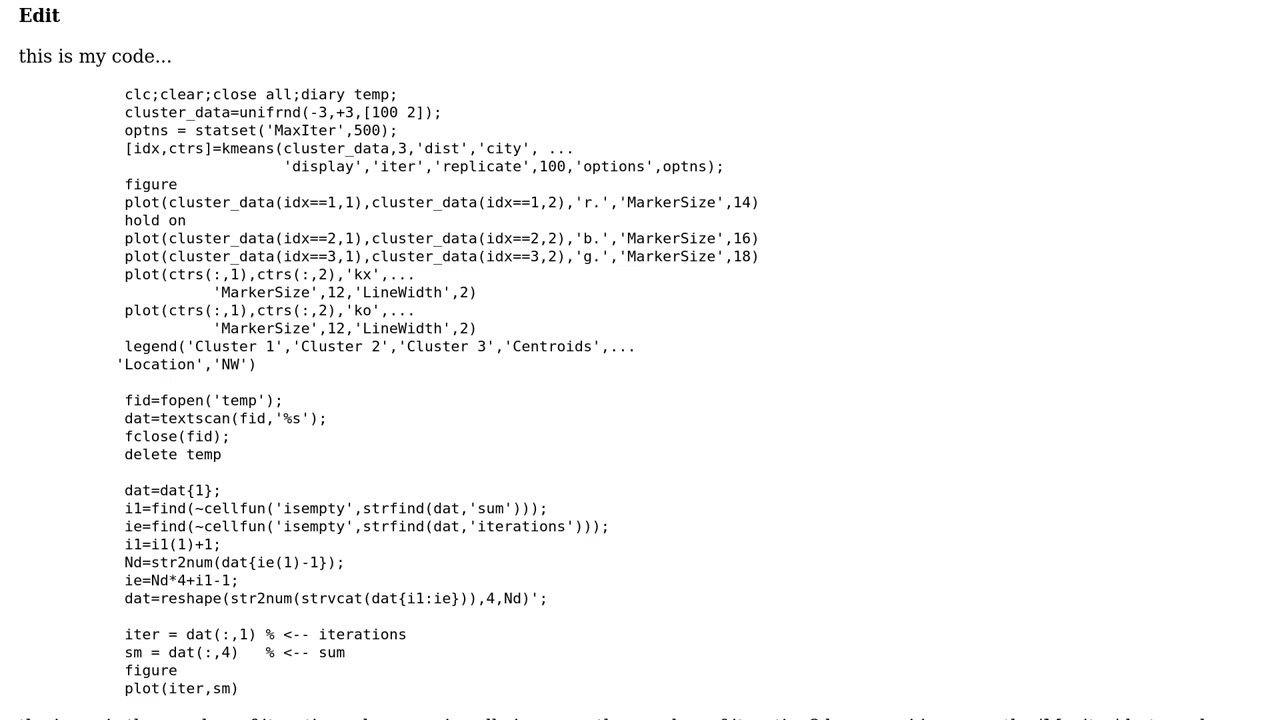 Edit
this is my code...
clc;clear;close all;diary temp;
cluster_data=unifrnd(-3,+3,[100 2]);
optns = statset('MaxIter',500);
[idx,ctrs]=kmeans(cluster_data,3,'dist','city', ...
'display','iter','replicate',100,'options',optns);
figure
plot(cluster_data(idx==1,1),cluster_data(idx==1,2),'r.','MarkerSize',14)
hold on
plot(cluster_data(idx==2,1),cluster_data(idx==2,2),'b.','MarkerSize',16)
plot(cluster_data(idx==3,1),cluster_data(idx==3,2),'g.','MarkerSize',18)
plot(ctrs(:,1),ctrs(:,2),'kx',...
'MarkerSize',12,'LineWidth',2)
plot(ctrs(:,1),ctrs(:,2),'ko',...
'MarkerSize',12,'LineWidth',2)
legend('Cluster 1','Cluster 2','Cluster 3','Centroids',...
'Location','NW')
fid=fopen('temp');
dat=textscan(fid,'%s');
fclose(fid);
delete temp
dat=dat{1};
i1=find(~cellfun('isempty',strfind(dat,'sum')));
ie=find(~cellfun('isempty',strfind(dat,'iterations')));
i1=i1(1)+1;
Nd=str2num(dat{ie(1)-1});
ie=Nd*4+i1-1;
dat=reshape(str2num(strvcat(dat{i1:ie})),4,Nd)';
iter = dat(:,1) % <-- iterations
sm = dat(:,4)   % <-- sum
figure
plot(iter,sm)